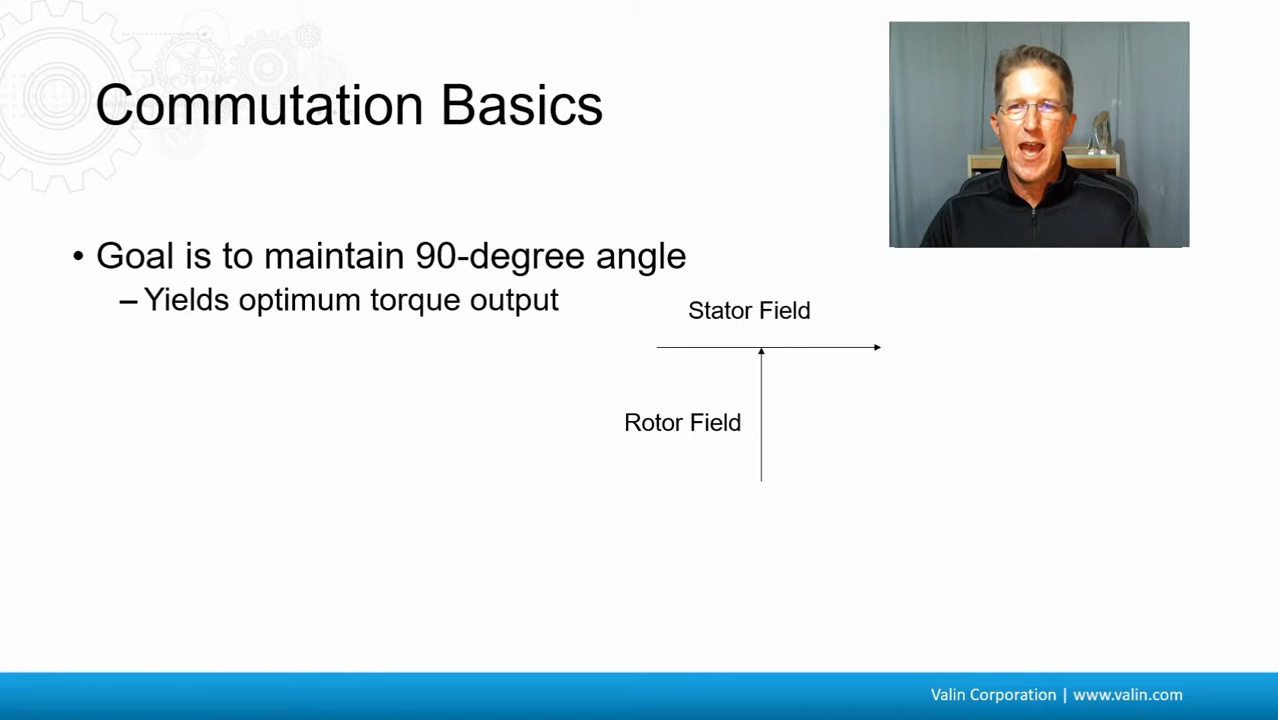 Commutation Basics
• Goal is to maintain 90-degree angle
– Yields optimum torque output
Stator Field
Rotor Field
Valin Corporation | www.valin.com